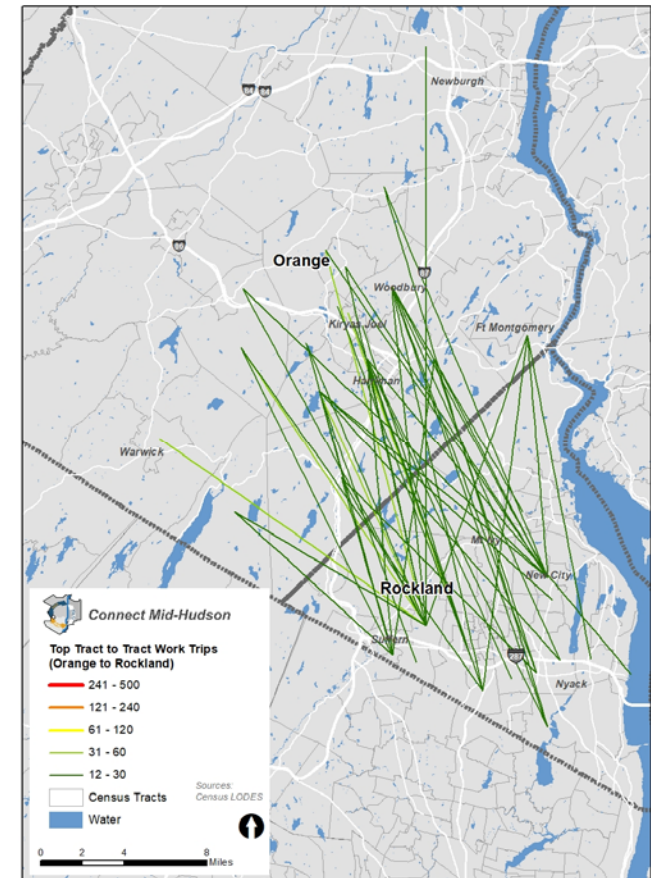 Newburgh
84
84
Orange
87
Woodbury
Kiryas Joel
Ft Montgomery
Harriman
Warwick
New City
Rockland
Suffern
Nyack
Connect Mid-Hudson
Top Tract to Tract Work Trips
(Orange to Rockland)
241 - 500
121 - 240
61 - 120
31 - 60
12 - 30
Census Tracts
Water
Sources:
Census LODES
0 2 4 8
Miles